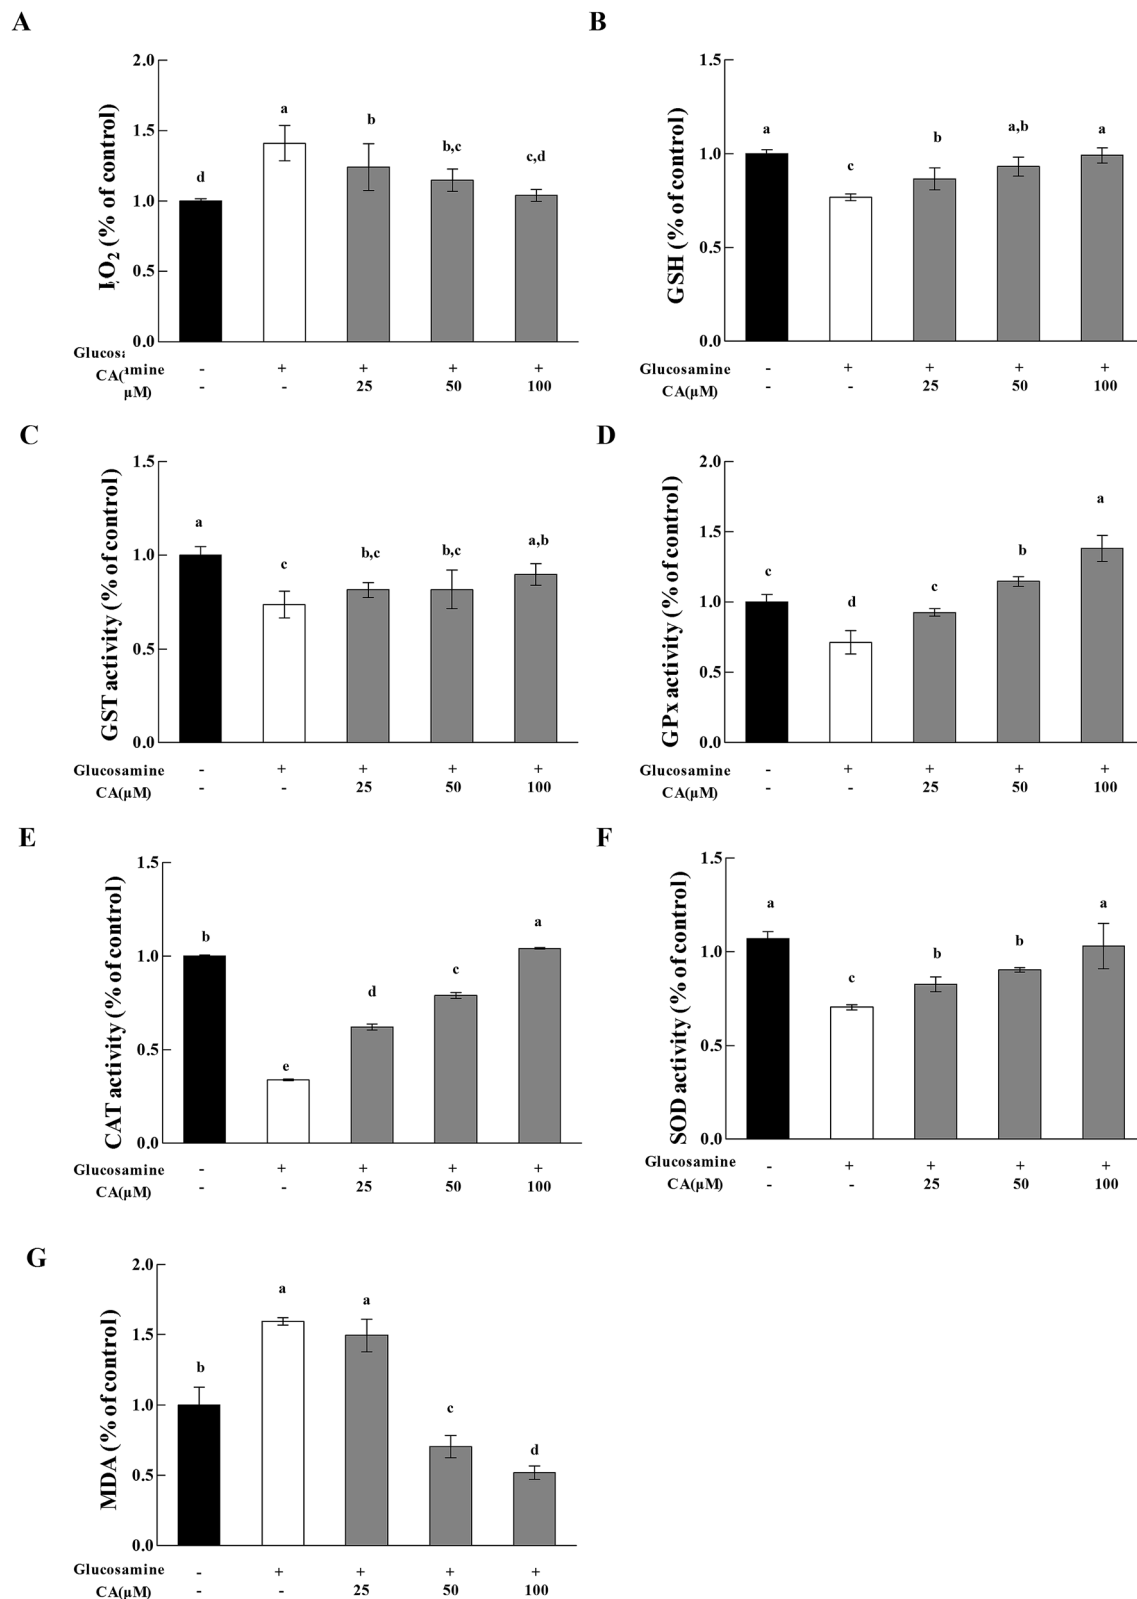 A
H₂O₂ (% of control)
2.0
1.5
1.0
0.5
0.0
d
a
b
b,c
c,d
Glucosamine - + + + +
CA(µM) - - 25 50 100
B
GSH (% of control)
1.5
1.0
0.5
0.0
a
c
b
a,b
a
Glucosamine - + + + +
CA(µM) - - 25 50 100
C
GST activity (% of control)
1.5
1.0
0.5
0.0
a
c
b,c
b,c
a,b
Glucosamine - + + + +
CA(µM) - - 25 50 100
D
GPx activity (% of control)
2.0
1.5
1.0
0.5
0.0
c
d
c
b
a
Glucosamine - + + + +
CA(µM) - - 25 50 100
E
CAT activity (% of control)
1.5
1.0
0.5
0.0
b
e
d
c
a
Glucosamine - + + + +
CA(µM) - - 25 50 100
F
SOD activity (% of control)
1.5
1.0
0.5
0.0
a
c
b
b
a
Glucosamine - + + + +
CA(µM) - - 25 50 100
G
MDA (% of control)
2.0
1.5
1.0
0.5
0.0
b
a
a
c
d
Glucosamine - + + + +
CA(µM) - - 25 50 100